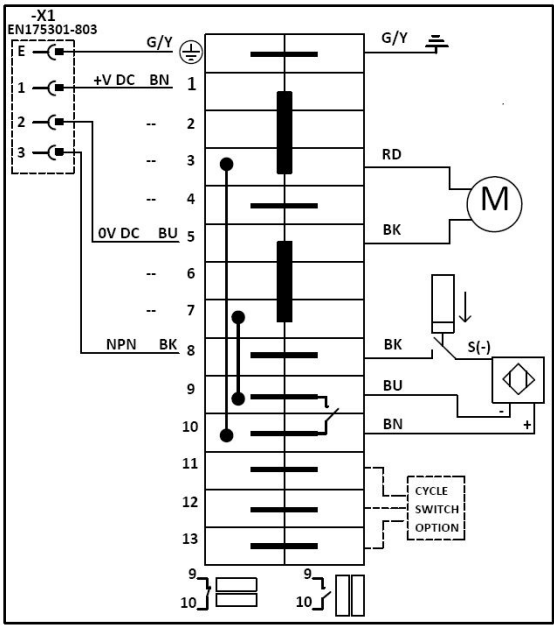 -X1
EN175301-803
E G/Y G/Y
1 +V DC BN 1
2 -- 2
3 -- 3 RD
M
-- 4
0V DC BU 5 BK
-- 6
-- 7
NPN BK 8 BK S(-)
9 BU -
10 BN +
11
CYCLE
12 SWITCH
OPTION
13
9 9
10 10